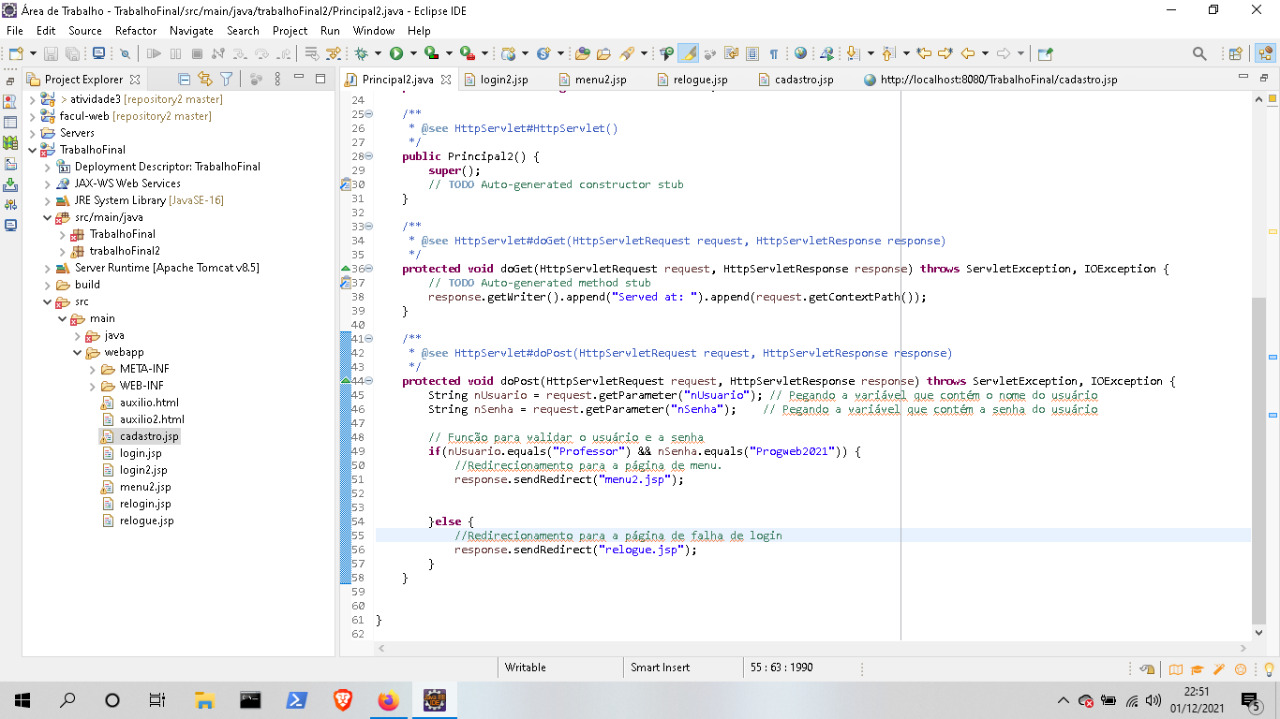 Área de Trabalho - TrabalhoFinal/src/main/java/trabalhoFinal2/Principal2.java - Eclipse IDE
File Edit Source Refactor Navigate Search Project Run Window Help
Project Explorer
Principal2.java login2.jsp menu2.jsp relogue.jsp cadastro.jsp http://localhost:8080/TrabalhoFinal/cadastro.jsp
> atividade3 [repository2 master]
facul.web [repository2 master]
Servers
TrabalhoFinal
Deployment Descriptor: TrabalhoFinal
JAX-WS Web Services
JRE System Library [JavaSE-16]
src/main/java
TrabalhoFinal
trabalhoFinal2
Server Runtime [Apache Tomcat v8.5]
build
src
main
java
webapp
META-INF
WEB-INF
auxilio.html
auxilio2.html
cadastro.jsp
login.jsp
login2.jsp
menu2.jsp
relogin.jsp
relogue.jsp
24
25 /**
26 * @see HttpServlet#HttpServlet()
27 */
28 public Principal2() {
29 super();
30 // TODO Auto-generated constructor stub
31 }
32
33 /**
34 * @see HttpServlet#doGet(HttpServletRequest request, HttpServletResponse response)
35 */
36 protected void doGet(HttpServletRequest request, HttpServletResponse response) throws ServletException, IOException {
37 // TODO Auto-generated method stub
38 response.getWriter().append("Served at: ").append(request.getContextPath());
39 }
40
41 /**
42 * @see HttpServlet#doPost(HttpServletRequest request, HttpServletResponse response)
43 */
44 protected void doPost(HttpServletRequest request, HttpServletResponse response) throws ServletException, IOException {
45 String nUsuario = request.getParameter("nUsuario"); // Pegando a variável que contém o nome do usuário
46 String nSenha = request.getParameter("nSenha"); // Pegando a variável que contém a senha do usuário
47
48 // Funcão para validar o usuário e a senha
49 if(nUsuario.equals("Professor") && nSenha.equals("Progweb2021")) {
50 //Redirecionamento para a página de menu.
51 response.sendRedirect("menu2.jsp");
52
53
54 }else {
55 //Redirecionamento para a página de falha de login
56 response.sendRedirect("relogue.jsp");
57 }
58 }
59
60
61 }
62
Writable Smart Insert 55 : 63 : 1990
22:51
01/12/2021
5